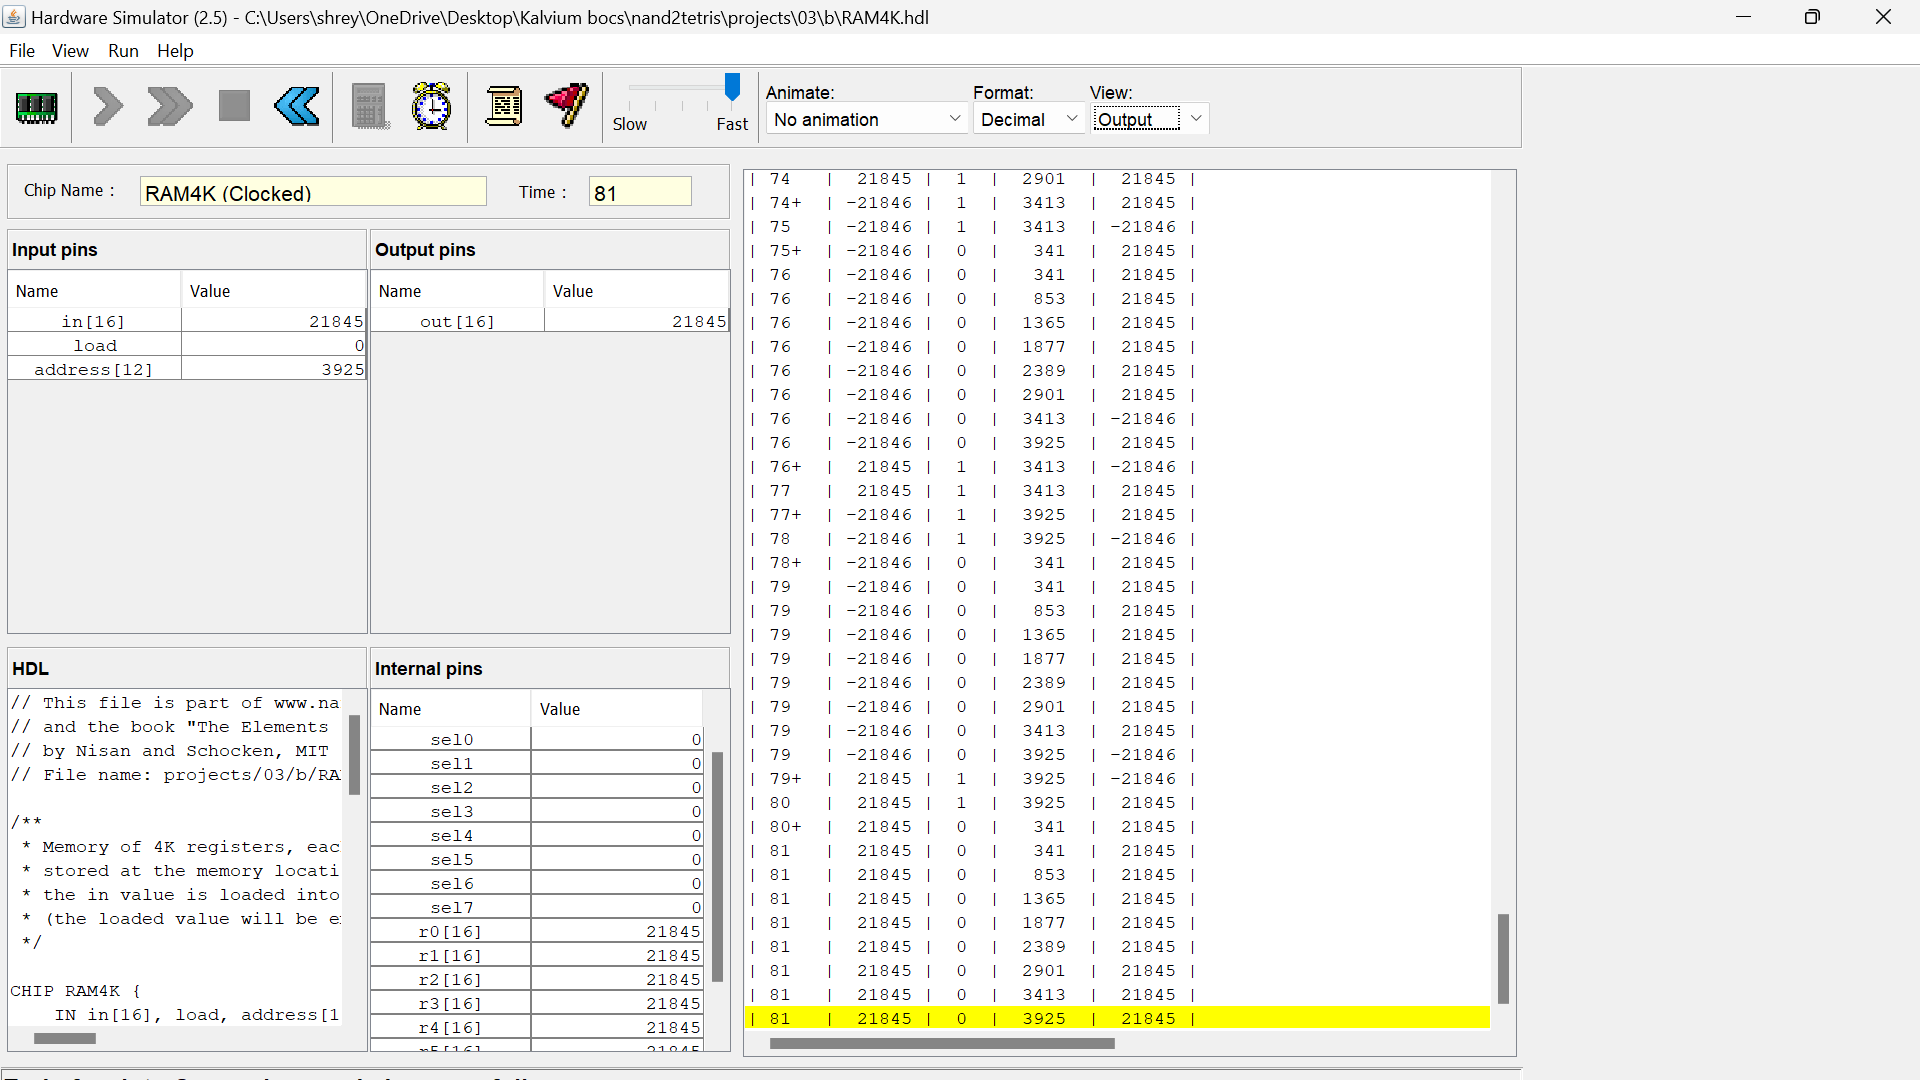 Hardware Simulator (2.5) - C:\Users\shrey\OneDrive\Desktop\Kalvium bocs\nand2tetris\projects\03\b\RAM4K.hdl
File View Run Help
Slow Fast
Animate: Format: View:
No animation Decimal Output
Chip Name : RAM4K (Clocked) Time : 81
Input pins
Name Value
in[16] 21845
load 0
address[12] 3925
Output pins
Name Value
out[16] 21845
HDL
// This file is part of www.na
// and the book "The Elements
// by Nisan and Schocken, MIT
// File name: projects/03/b/RA
/**
* Memory of 4K registers, eac
* stored at the memory locati
* the in value is loaded into
* (the loaded value will be e
*/
CHIP RAM4K {
IN in[16], load, address[1
Internal pins
Name Value
sel0 0
sel1 0
sel2 0
sel3 0
sel4 0
sel5 0
sel6 0
sel7 0
r0[16] 21845
r1[16] 21845
r2[16] 21845
r3[16] 21845
r4[16] 21845
| 74 | 21845 | 1 | 2901 | 21845 |
| 74+ | -21846 | 1 | 3413 | 21845 |
| 75 | -21846 | 1 | 3413 | -21846 |
| 75+ | -21846 | 0 | 341 | 21845 |
| 76 | -21846 | 0 | 341 | 21845 |
| 76 | -21846 | 0 | 853 | 21845 |
| 76 | -21846 | 0 | 1365 | 21845 |
| 76 | -21846 | 0 | 1877 | 21845 |
| 76 | -21846 | 0 | 2389 | 21845 |
| 76 | -21846 | 0 | 2901 | 21845 |
| 76 | -21846 | 0 | 3413 | -21846 |
| 76 | -21846 | 0 | 3925 | 21845 |
| 76+ | 21845 | 1 | 3413 | -21846 |
| 77 | 21845 | 1 | 3413 | 21845 |
| 77+ | -21846 | 1 | 3925 | 21845 |
| 78 | -21846 | 1 | 3925 | -21846 |
| 78+ | -21846 | 0 | 341 | 21845 |
| 79 | -21846 | 0 | 341 | 21845 |
| 79 | -21846 | 0 | 853 | 21845 |
| 79 | -21846 | 0 | 1365 | 21845 |
| 79 | -21846 | 0 | 1877 | 21845 |
| 79 | -21846 | 0 | 2389 | 21845 |
| 79 | -21846 | 0 | 2901 | 21845 |
| 79 | -21846 | 0 | 3413 | 21845 |
| 79 | -21846 | 0 | 3925 | -21846 |
| 79+ | 21845 | 1 | 3925 | -21846 |
| 80 | 21845 | 1 | 3925 | 21845 |
| 80+ | 21845 | 0 | 341 | 21845 |
| 81 | 21845 | 0 | 341 | 21845 |
| 81 | 21845 | 0 | 853 | 21845 |
| 81 | 21845 | 0 | 1365 | 21845 |
| 81 | 21845 | 0 | 1877 | 21845 |
| 81 | 21845 | 0 | 2389 | 21845 |
| 81 | 21845 | 0 | 2901 | 21845 |
| 81 | 21845 | 0 | 3413 | 21845 |
| 81 | 21845 | 0 | 3925 | 21845 |